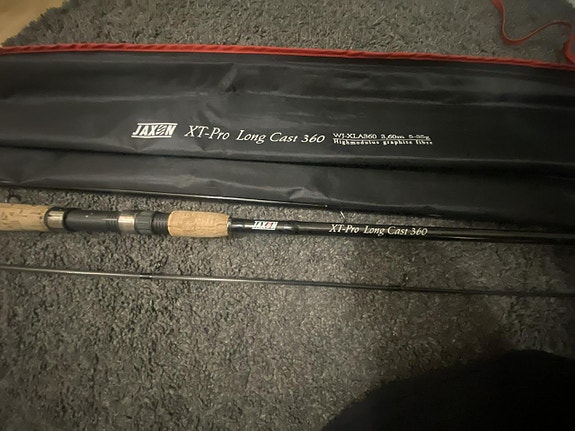 JAXON XT-Pro Long Cast 360 WJ-XLA360 3,60m 5-35g
Highmodulus graphite fibre
JAXON XT-Pro Long Cast 360